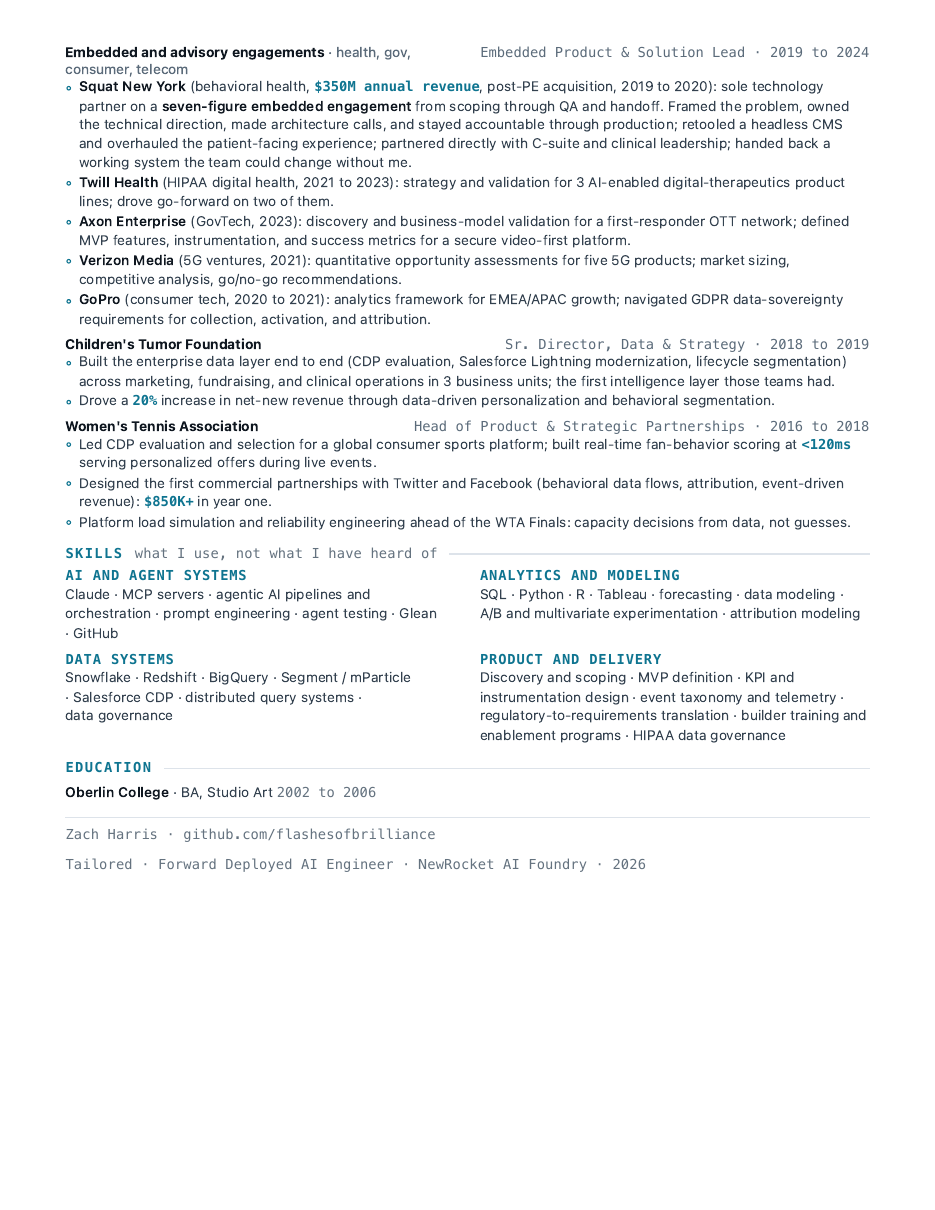 Embedded and advisory engagements · health, gov, consumer, telecom
Embedded Product & Solution Lead · 2019 to 2024
Squat New York (behavioral health, $350M annual revenue, post-PE acquisition, 2019 to 2020): sole technology
partner on a seven-figure embedded engagement from scoping through QA and handoff. Framed the problem, owned
the technical direction, made architecture calls, and stayed accountable through production; retooled a headless CMS
and overhauled the patient-facing experience; partnered directly with C-suite and clinical leadership; handed back a
working system the team could change without me.
Twill Health (HIPAA digital health, 2021 to 2023): strategy and validation for 3 AI-enabled digital-therapeutics product
lines; drove go-forward on two of them.
Axon Enterprise (GovTech, 2023): discovery and business-model validation for a first-responder OTT network; defined
MVP features, instrumentation, and success metrics for a secure video-first platform.
Verizon Media (5G ventures, 2021): quantitative opportunity assessments for five 5G products; market sizing,
competitive analysis, go/no-go recommendations.
GoPro (consumer tech, 2020 to 2021): analytics framework for EMEA/APAC growth; navigated GDPR data-sovereignty
requirements for collection, activation, and attribution.
Children's Tumor Foundation
Sr. Director, Data & Strategy · 2018 to 2019
Built the enterprise data layer end to end (CDP evaluation, Salesforce Lightning modernization, lifecycle segmentation)
across marketing, fundraising, and clinical operations in 3 business units; the first intelligence layer those teams had.
Drove a 20% increase in net-new revenue through data-driven personalization and behavioral segmentation.
Women's Tennis Association
Head of Product & Strategic Partnerships · 2016 to 2018
Led CDP evaluation and selection for a global consumer sports platform; built real-time fan-behavior scoring at <120ms
serving personalized offers during live events.
Designed the first commercial partnerships with Twitter and Facebook (behavioral data flows, attribution, event-driven
revenue): $850K+ in year one.
Platform load simulation and reliability engineering ahead of the WTA Finals: capacity decisions from data, not guesses.
SKILLS what I use, not what I have heard of
AI AND AGENT SYSTEMS
Claude · MCP servers · agentic AI pipelines and
orchestration · prompt engineering · agent testing · Glean
· GitHub
ANALYTICS AND MODELING
SQL · Python · R · Tableau · forecasting · data modeling ·
A/B and multivariate experimentation · attribution modeling
DATA SYSTEMS
Snowflake · Redshift · BigQuery · Segment / mParticle
· Salesforce CDP · distributed query systems ·
data governance
PRODUCT AND DELIVERY
Discovery and scoping · MVP definition · KPI and
instrumentation design · event taxonomy and telemetry ·
regulatory-to-requirements translation · builder training and
enablement programs · HIPAA data governance
EDUCATION
Oberlin College · BA, Studio Art 2002 to 2006
Zach Harris · github.com/flashesofbrilliance
Tailored · Forward Deployed AI Engineer · NewRocket AI Foundry · 2026